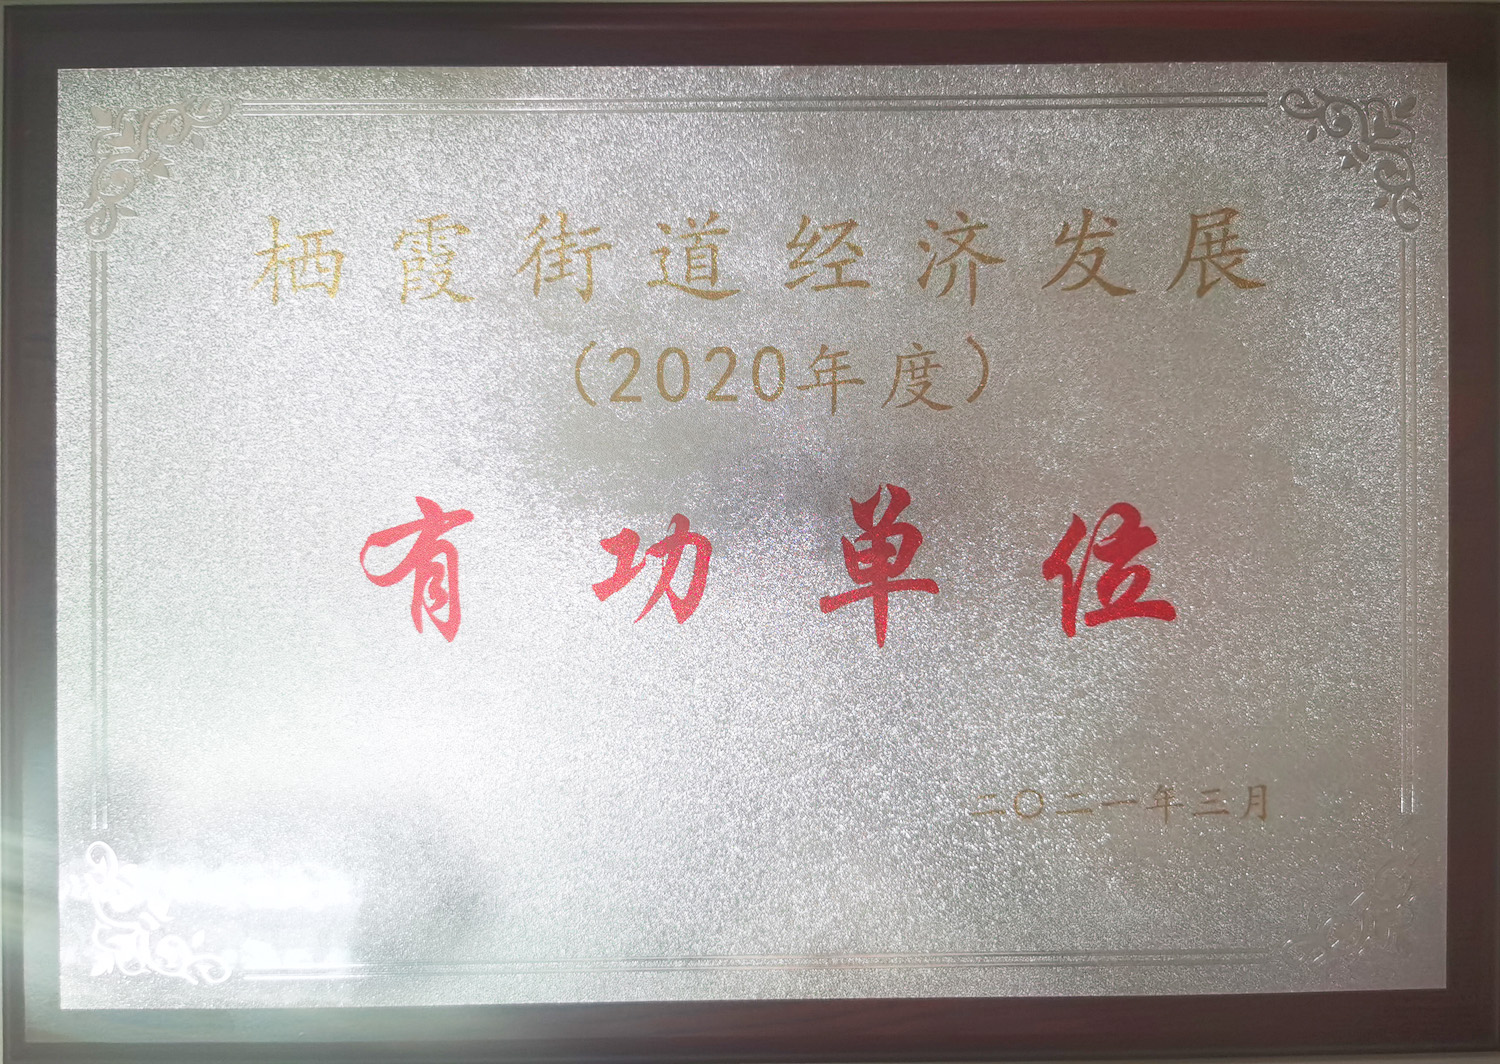 栖霞街道经济发展
（2020年度）
有功单位
二〇二一年三月